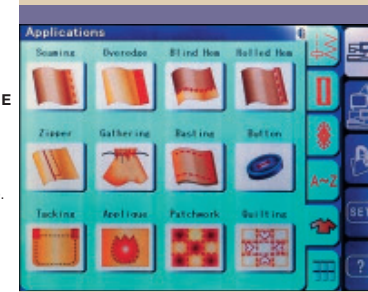 Applications
Seaming Overedge Blind Hem Rolled Hem
E
Zipper Gathering Basting Button
A~Z
.
Tacking Applique Patchwork Quilting
SET
?